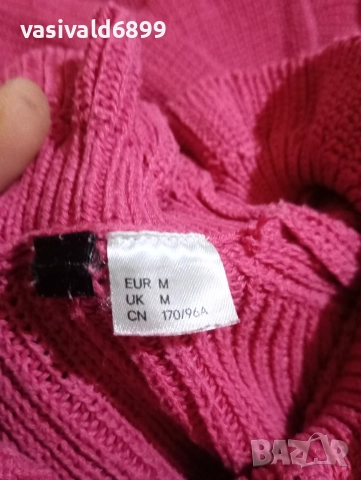 vasivald6899
EUR M
UK M
CN 170/96A
BAZAR